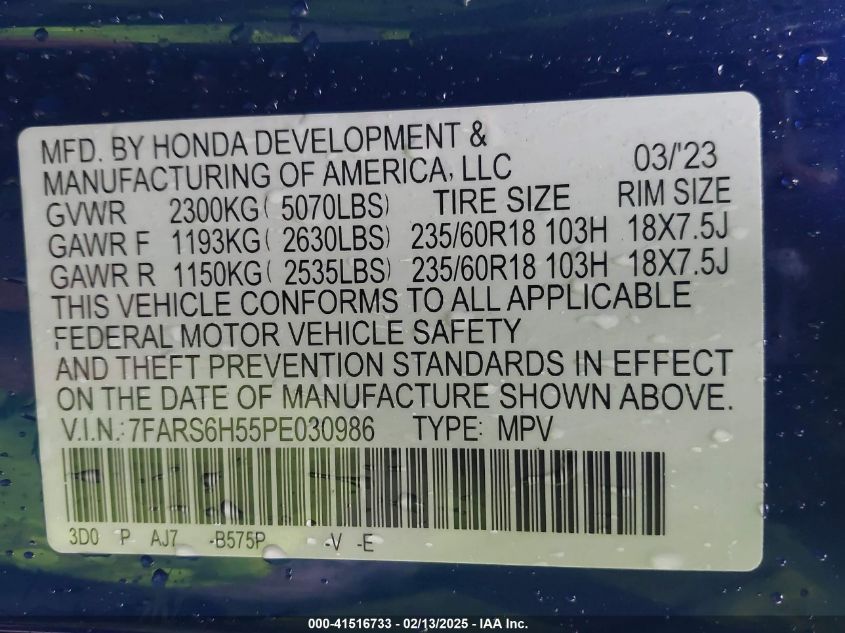 MFD. BY HONDA DEVELOPMENT &
MANUFACTURING OF AMERICA, LLC 03/'23
GVWR 2300KG( 5070LBS) TIRE SIZE RIM SIZE
GAWR F 1193KG( 2630LBS) 235/60R18 103H 18X7.5J
GAWR R 1150KG( 2535LBS) 235/60R18 103H 18X7.5J
THIS VEHICLE CONFORMS TO ALL APPLICABLE
FEDERAL MOTOR VEHICLE SAFETY
AND THEFT PREVENTION STANDARDS IN EFFECT
ON THE DATE OF MANUFACTURE SHOWN ABOVE.
V.I.N.: 7FARS6H55PE030986 TYPE: MPV
3D0 P AJ7 -B575P -V -E
000-41516733 - 02/13/2025 - IAA Inc.